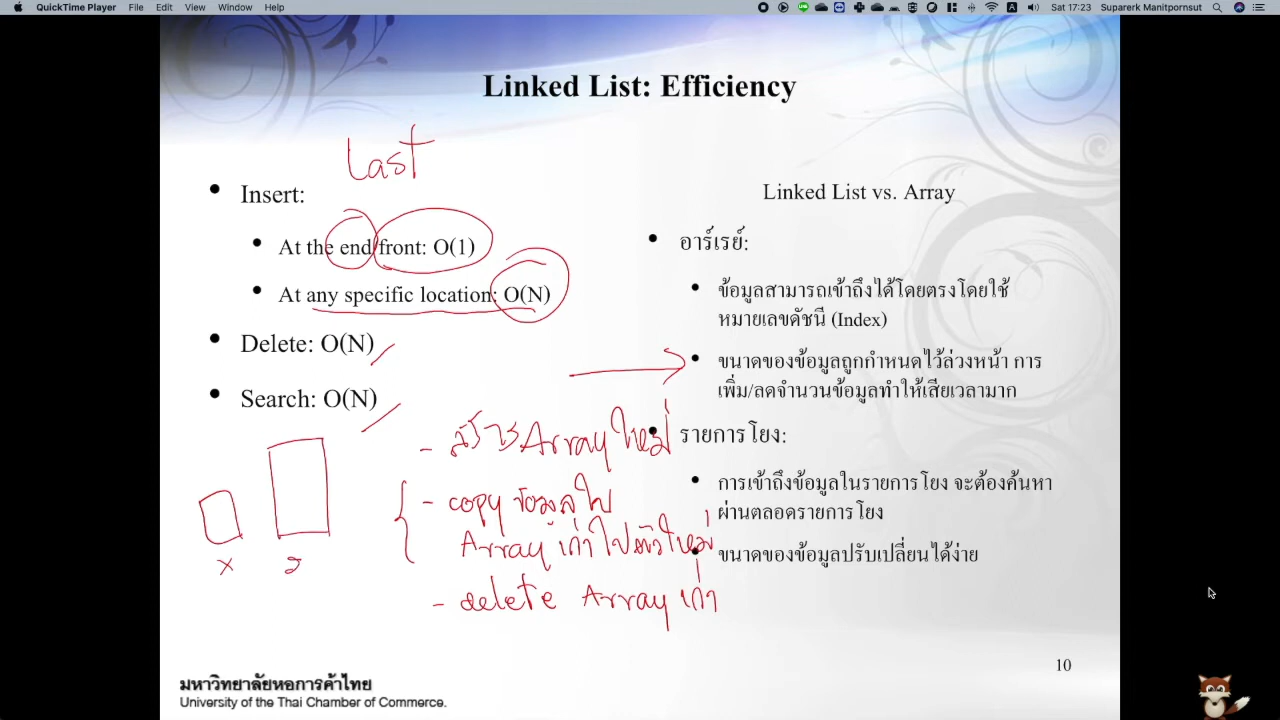 QuickTime Player File Edit View Window Help Sat 17:23 Suparerk Manitpornsut
Linked List: Efficiency
Last
• Insert:
• At the end/front: O(1)
• At any specific location: O(N)
• Delete: O(N)
• Search: O(N)
x
- สร้าง Array ใหม่
- copy ข้อมูลใน
Array เก่าไปตัวใหม่
- delete Array เก่า
Linked List vs. Array
• อาร์เรย์:
• ข้อมูลสามารถเข้าถึงได้โดยตรงโดยใช้
หมายเลขดัชนี (Index)
• ขนาดของข้อมูลถูกกำหนดไว้ล่วงหน้า การ
เพิ่ม/ลดจำนวนข้อมูลทำให้เสียเวลามาก
• รายการโยง:
• การเข้าถึงข้อมูลในรายการโยง จะต้องค้นหา
ผ่านตลอดรายการโยง
• ขนาดของข้อมูลปรับเปลี่ยนได้ง่าย
10
มหาวิทยาลัยหอการค้าไทย
University of the Thai Chamber of Commerce.